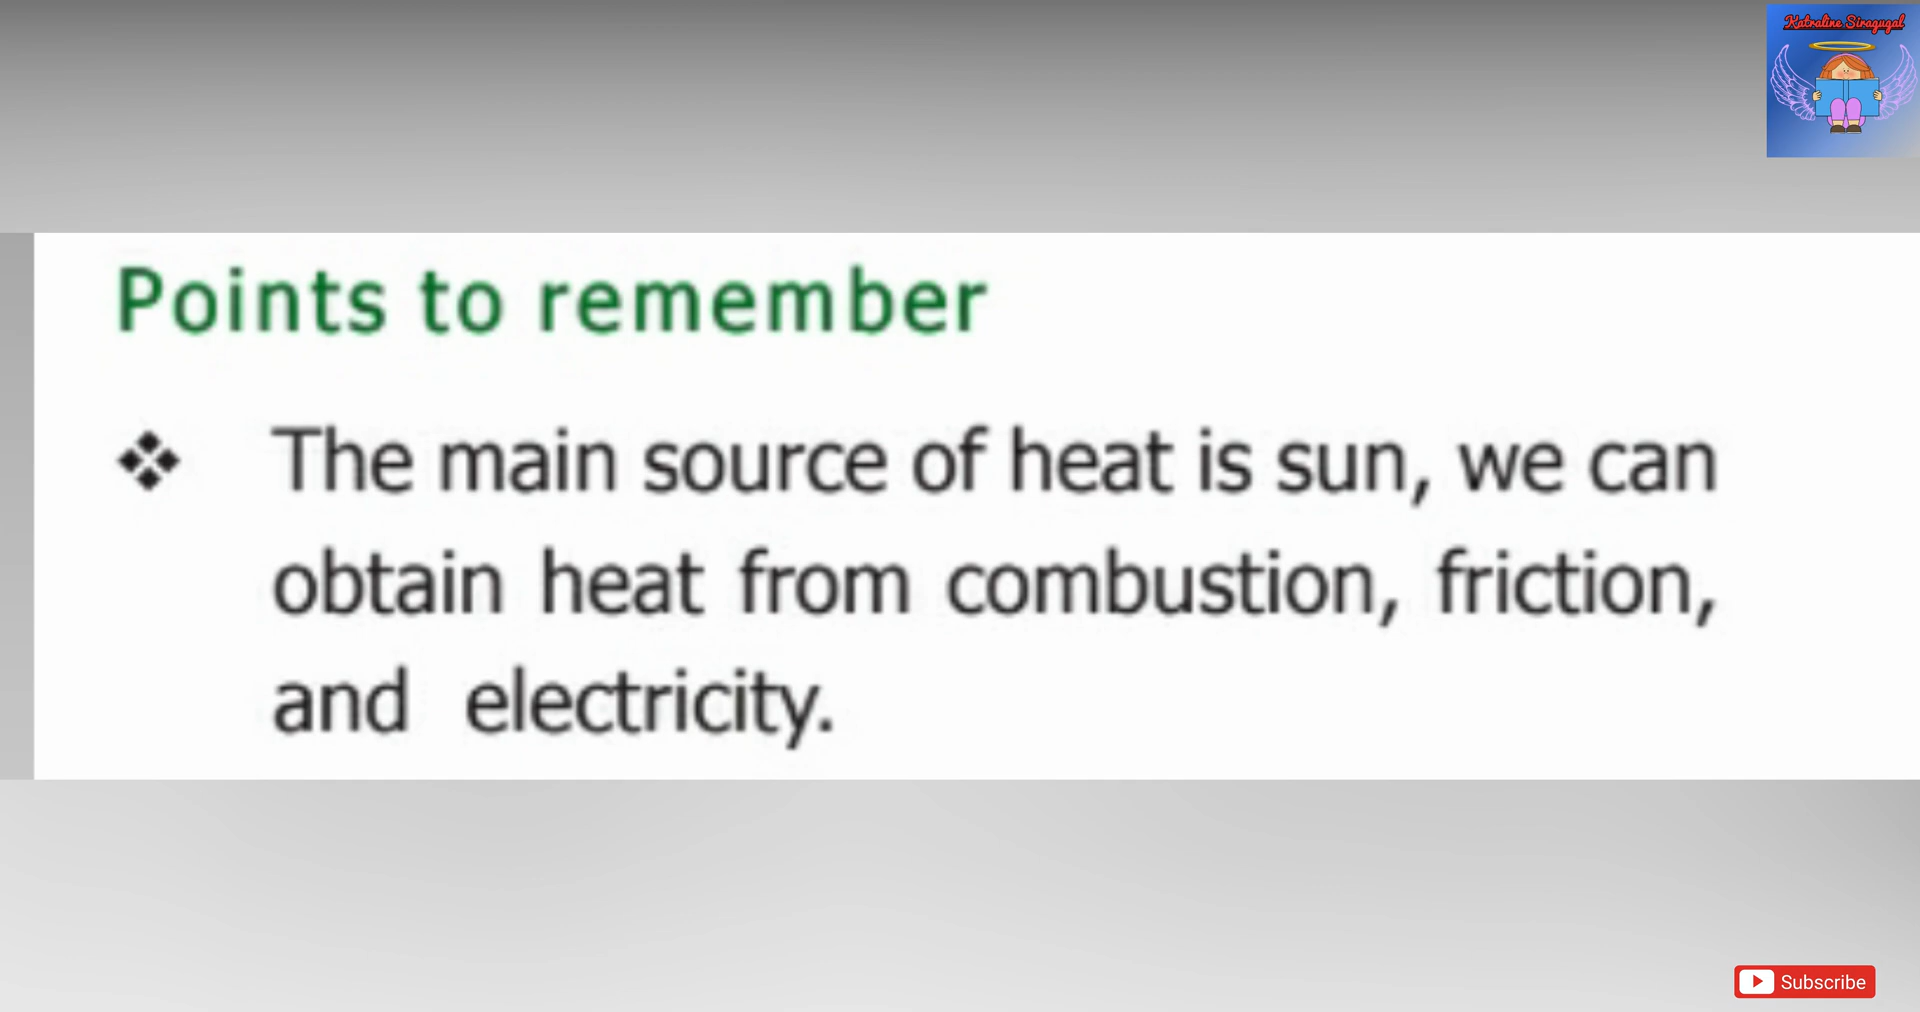 Katraline Siragugal
Points to remember
❖ The main source of heat is sun, we can
obtain heat from combustion, friction,
and electricity.
Subscribe